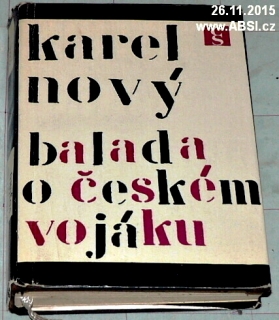 26.11.2015
www.ABSI.cz
karel
š
nový
balada
o českém
vojáku